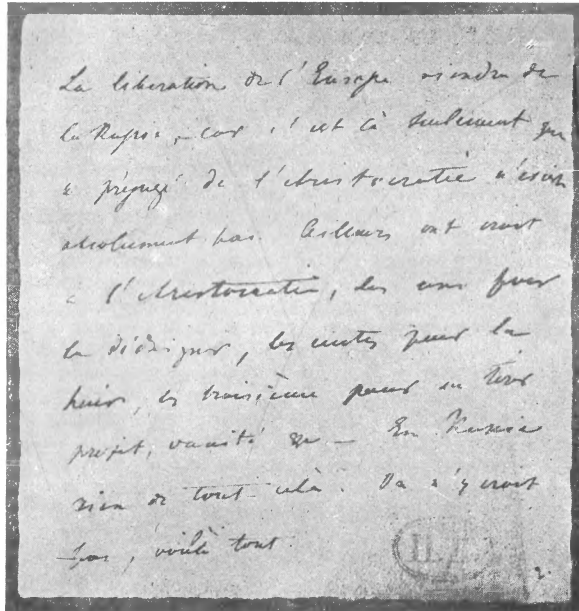 La libération de l'Europe viendra de
la Russie, car c'est là seulement que
le préjugé de l'aristocratie n'existe
absolument pas. Ailleurs on croit
à l'Aristocratie, les uns pour
la dédaigner, les autres pour la
haïr, les troisièmes pour en tirer
profit, vanité &c — En Russie
rien de tout cela. On n'y croit
pas, voilà tout.